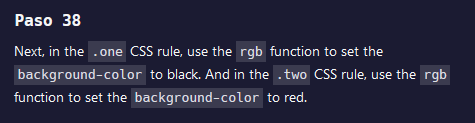 Paso 38
Next, in the .one CSS rule, use the rgb function to set the
background-color to black. And in the .two CSS rule, use the rgb
function to set the background-color to red.